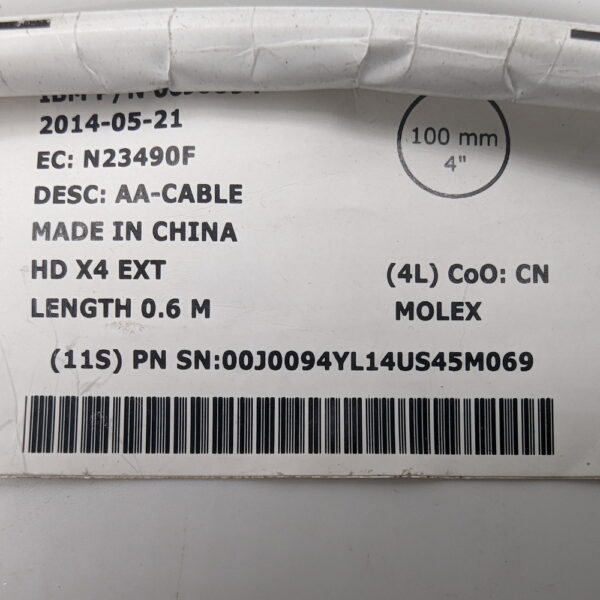 IBM P/N
2014-05-21
EC: N23490F
DESC: AA-CABLE
MADE IN CHINA
HD X4 EXT
LENGTH 0.6 M
100 mm
4"
(4L) CoO: CN
MOLEX
(11S) PN SN:00J0094YL14US45M069